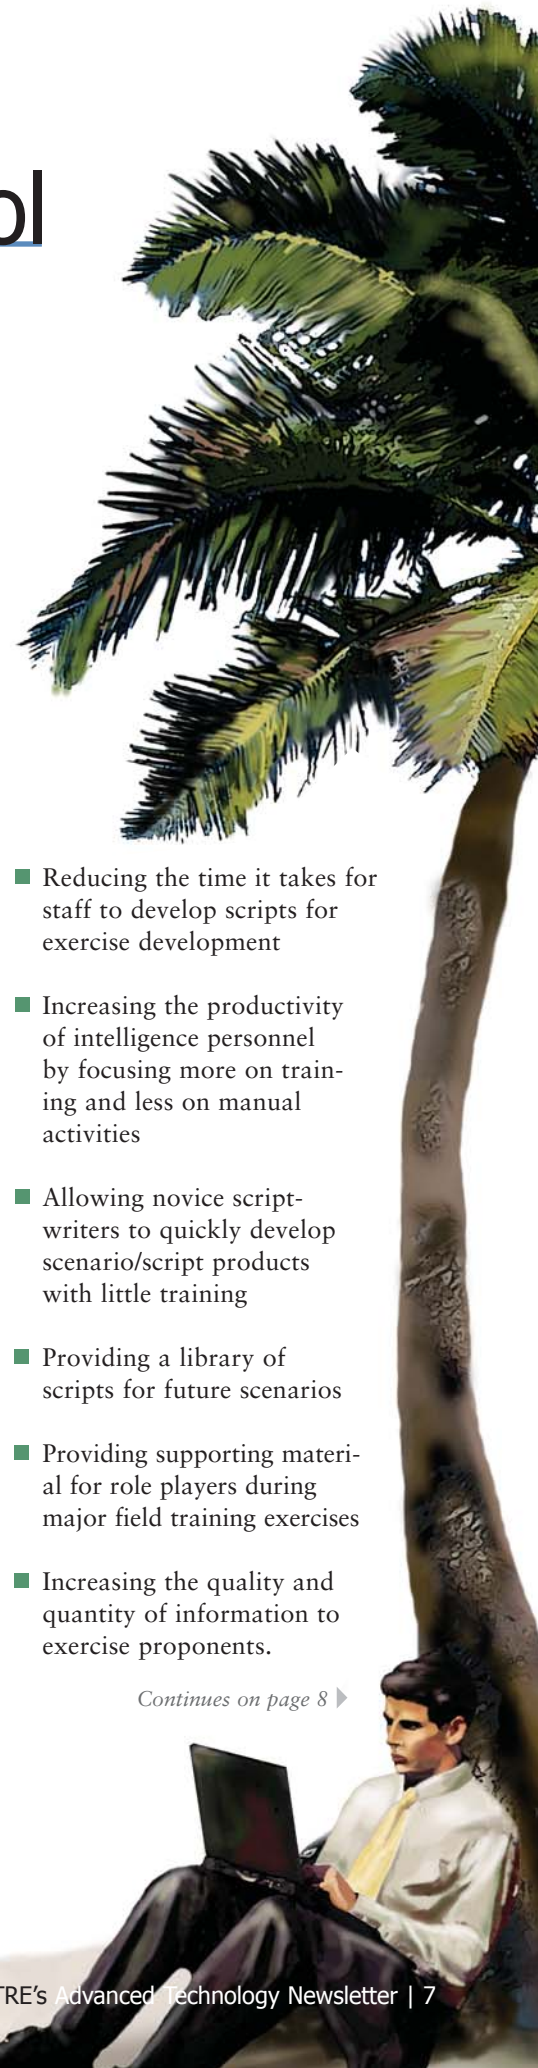 ol
■ Reducing the time it takes for
staff to develop scripts for
exercise development
■ Increasing the productivity
of intelligence personnel
by focusing more on train-
ing and less on manual
activities
■ Allowing novice script-
writers to quickly develop
scenario/script products
with little training
■ Providing a library of
scripts for future scenarios
■ Providing supporting materi-
al for role players during
major field training exercises
■ Increasing the quality and
quantity of information to
exercise proponents.
Continues on page 8
TRE's Advanced Technology Newsletter | 7